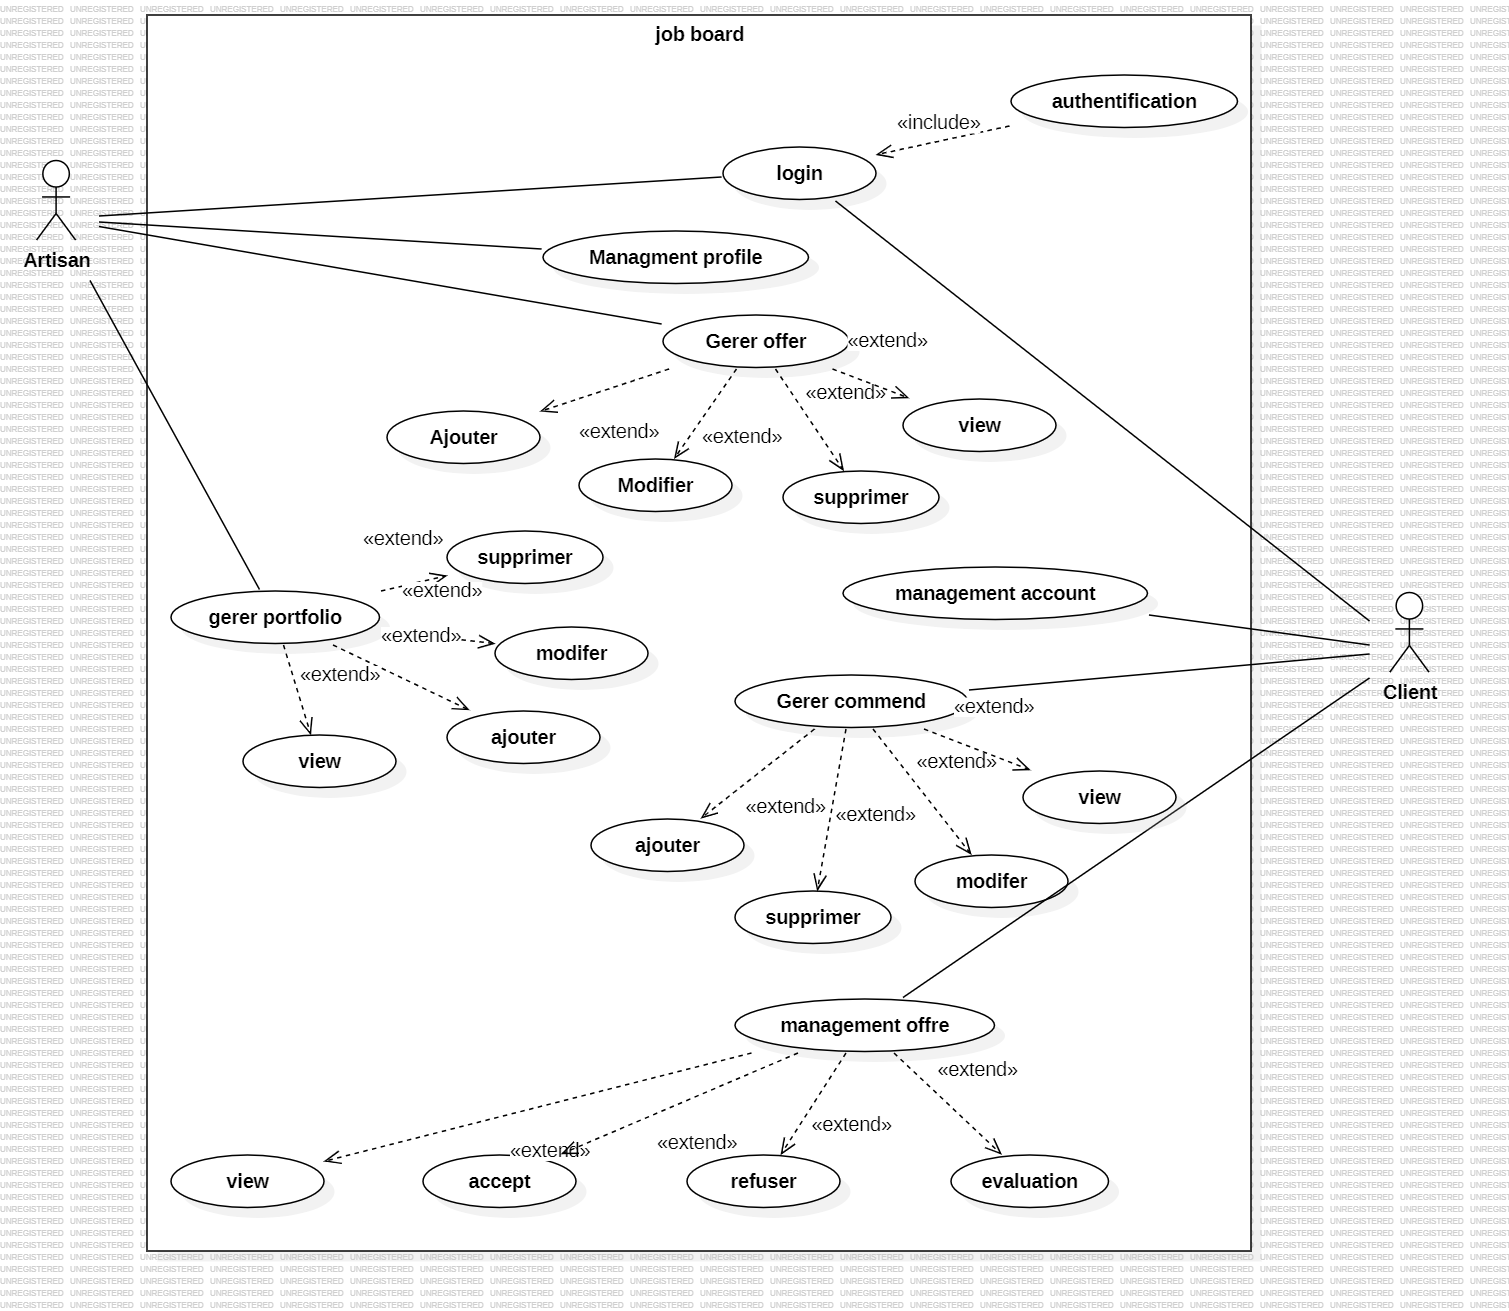 job board
authentification
«include»
login
Artisan
Managment profile
Gerer offer
«extend»
«extend»
Ajouter
«extend»
«extend»
view
Modifier
supprimer
«extend»
supprimer
«extend»
gerer portfolio
management account
«extend»
modifer
«extend»
Client
Gerer commend
«extend»
ajouter
view
«extend»
view
«extend»
«extend»
ajouter
modifer
supprimer
management offre
«extend»
«extend»
«extend»
«extend»
view
accept
refuser
evaluation
UNREGISTERED